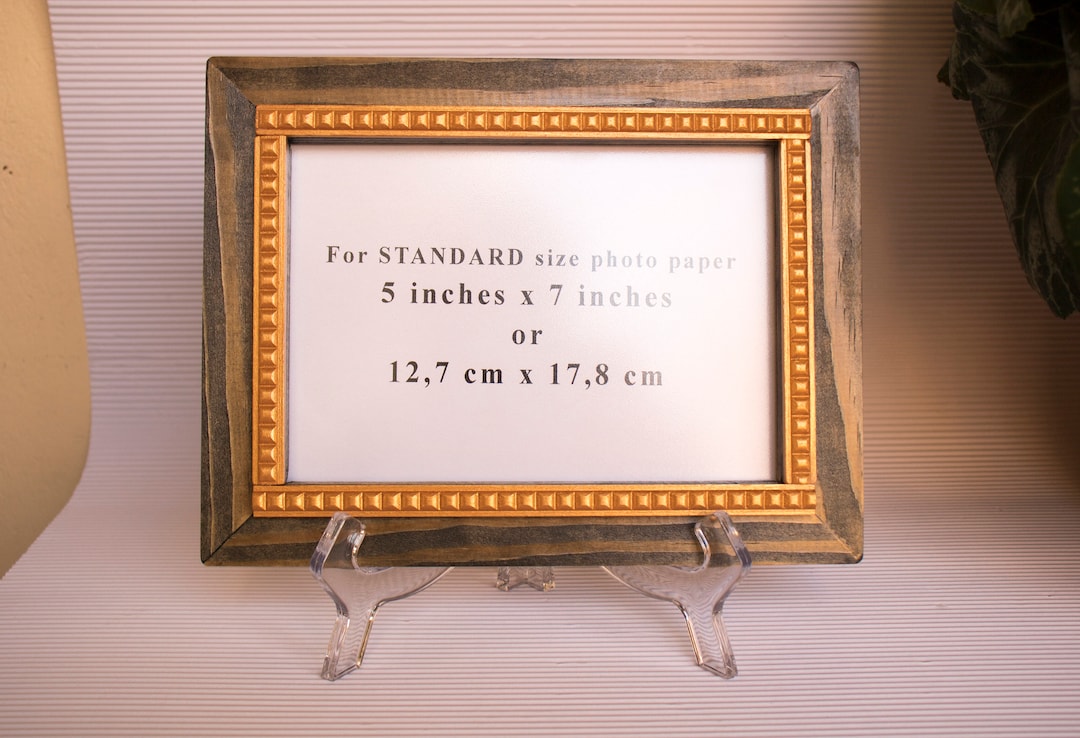 For STANDARD size photo paper
5 inches x 7 inches
or
12,7 cm x 17,8 cm